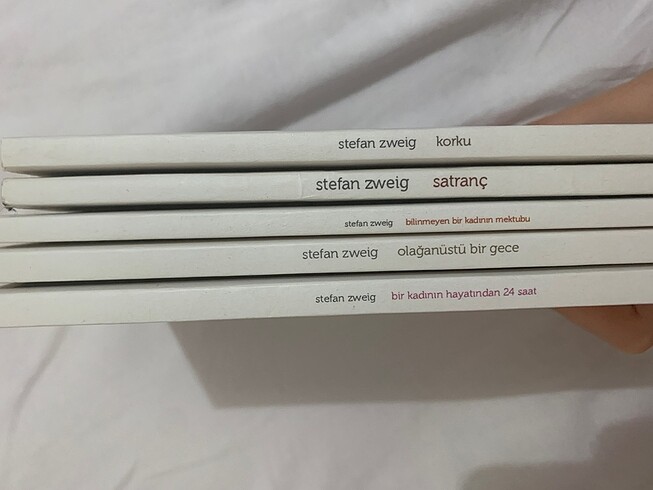 stefan zweig korku
stefan zweig satranç
stefan zweig bilinmeyen bir kadının mektubu
stefan zweig olağanüstü bir gece
stefan zweig bir kadının hayatından 24 saat